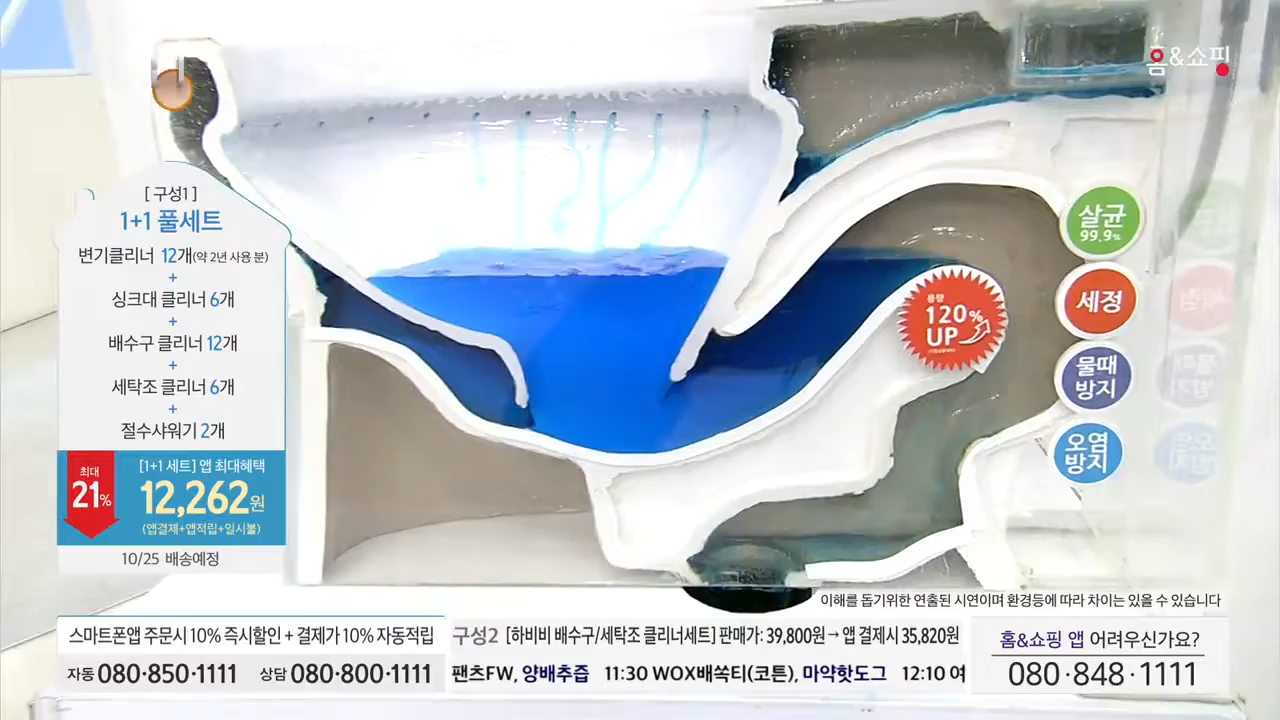 홈&쇼핑
[구성1]
1+1 풀세트
변기클리너 12개(약 2년 사용 분)
+
싱크대 클리너 6개
+
배수구 클리너 12개
+
세탁조 클리너 6개
+
절수샤워기 2개
최대
21%
[1+1 세트] 앱 최대혜택
12,262원
(앱결제+앱적립+일시불)
10/25 배송예정
살균
99.9%
용량
120%
UP
세정
물때
방지
오염
방지
이해를 돕기위한 연출된 시연이며 환경등에 따라 차이는 있을 수 있습니다
스마트폰앱 주문시 10% 즉시할인 + 결제가 10% 자동적립
자동 080·850·1111 상담 080·800·1111
구성2 [하비비 배수구/세탁조 클리너세트] 판매가: 39,800원→앱 결제시 35,820원
팬츠FW, 양배추즙 11:30 WOX배쏙티(코튼), 마약핫도그 12:10 여
홈&쇼핑 앱 어려우신가요?
080·848·1111